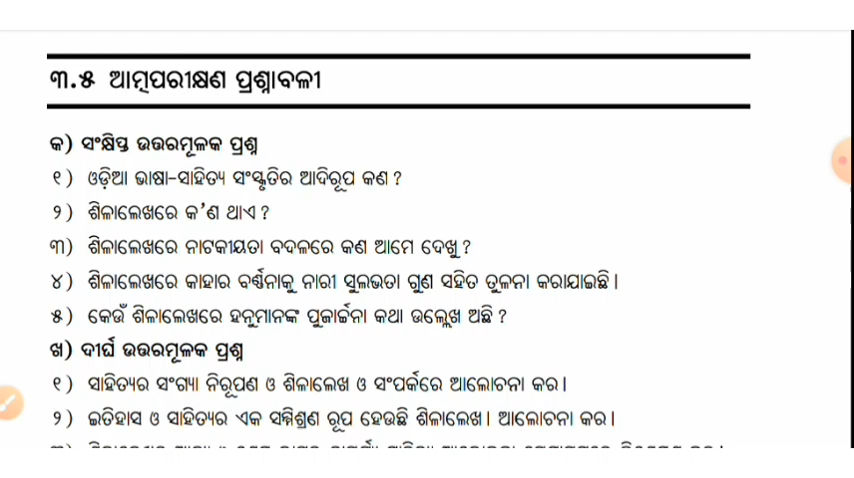 ୩.୫ ଆତ୍ମପରୀକ୍ଷଣ ପ୍ରଶ୍ନାବଳୀ
କ) ସଂକ୍ଷିପ୍ତ ଉତ୍ତରମୂଳକ ପ୍ରଶ୍ନ
୧) ଓଡ଼ିଆ ଭାଷା-ସାହିତ୍ୟ ସଂସ୍କୃତିର ଆଦିରୂପ କଣ ?
୨) ଶିଳାଲେଖରେ କ'ଣ ଥାଏ ?
୩) ଶିଳାଲେଖରେ ନାଟକୀୟତା ବଦଳରେ କଣ ଆମେ ଦେଖୁ ?
୪) ଶିଳାଲେଖରେ କାହାର ବର୍ଣ୍ଣନାକୁ ନାରୀ ସୁଲଭତା ଗୁଣ ସହିତ ତୁଳନା କରାଯାଇଛି ।
୫) କେଉଁ ଶିଳାଲେଖରେ ହନୁମାନଙ୍କ ପୁଜାର୍ଚ୍ଚନା କଥା ଉଲ୍ଲେଖ ଅଛି ?
ଖ) ଦୀର୍ଘ ଉତ୍ତରମୂଳକ ପ୍ରଶ୍ନ
୧) ସାହିତ୍ୟର ସଂଗ୍ୟା ନିରୂପଣ ଓ ଶିଳାଲେଖ ଓ ସଂପର୍କରେ ଆଲୋଚନା କର ।
୨) ଇତିହାସ ଓ ସାହିତ୍ୟର ଏକ ସମ୍ମିଶ୍ରଣ ରୂପ ହେଉଛି ଶିଳାଲେଖ । ଆଲୋଚନା କର ।